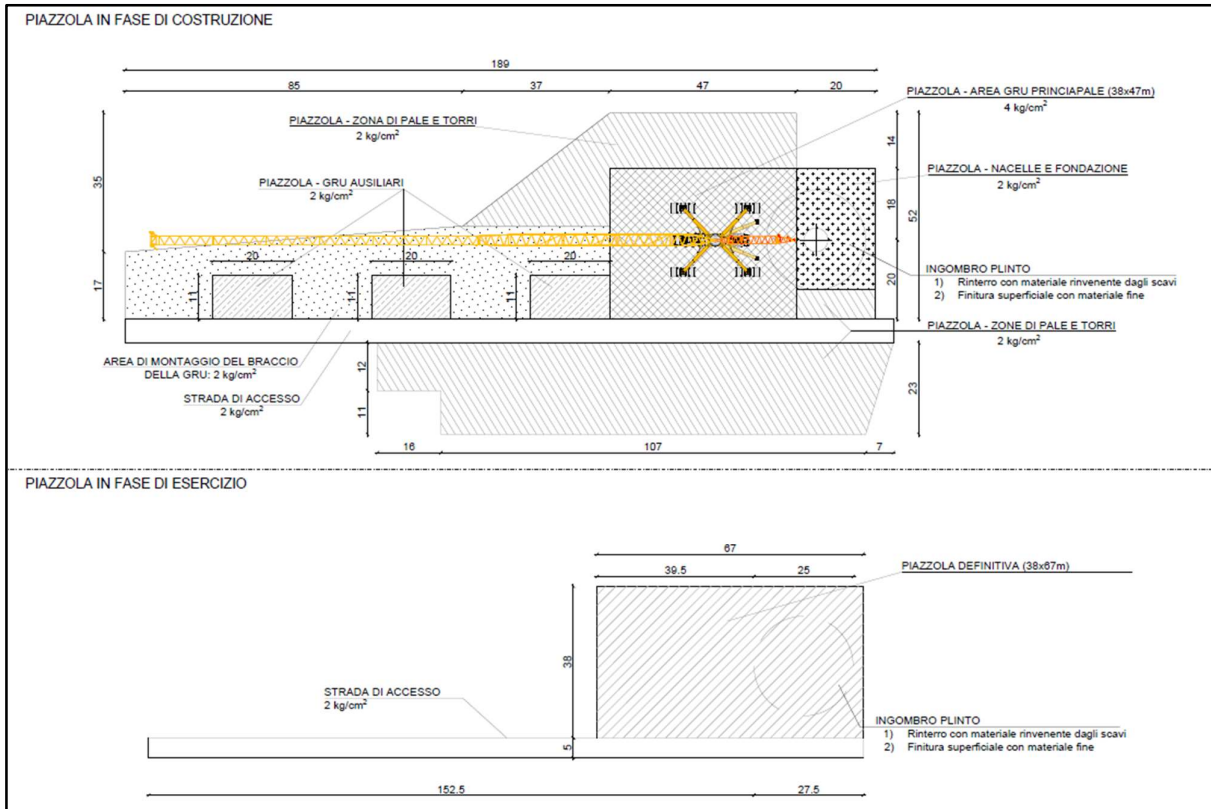 PIAZZOLA IN FASE DI COSTRUZIONE
189
85
37
47
20
PIAZZOLA - AREA GRU PRINCIAPALE (38x47m)
4 kg/cm²
PIAZZOLA - ZONA DI PALE E TORRI
2 kg/cm²
14
PIAZZOLA - NACELLE E FONDAZIONE
2 kg/cm²
35
PIAZZOLA - GRU AUSILIARI
2 kg/cm²
18
52
20
20
20
INGOMBRO PLINTO
1) Rinterro con materiale rinvenente dagli scavi
2) Finitura superficiale con materiale fine
17
11
11
11
20
PIAZZOLA - ZONE DI PALE E TORRI
2 kg/cm²
AREA DI MONTAGGIO DEL BRACCIO
DELLA GRU: 2 kg/cm²
12
STRADA DI ACCESSO
2 kg/cm²
23
11
16
107
7
PIAZZOLA IN FASE DI ESERCIZIO
67
39.5
25
PIAZZOLA DEFINITIVA (38x67m)
38
STRADA DI ACCESSO
2 kg/cm²
INGOMBRO PLINTO
1) Rinterro con materiale rinvenente dagli scavi
2) Finitura superficiale con materiale fine
5
152.5
27.5